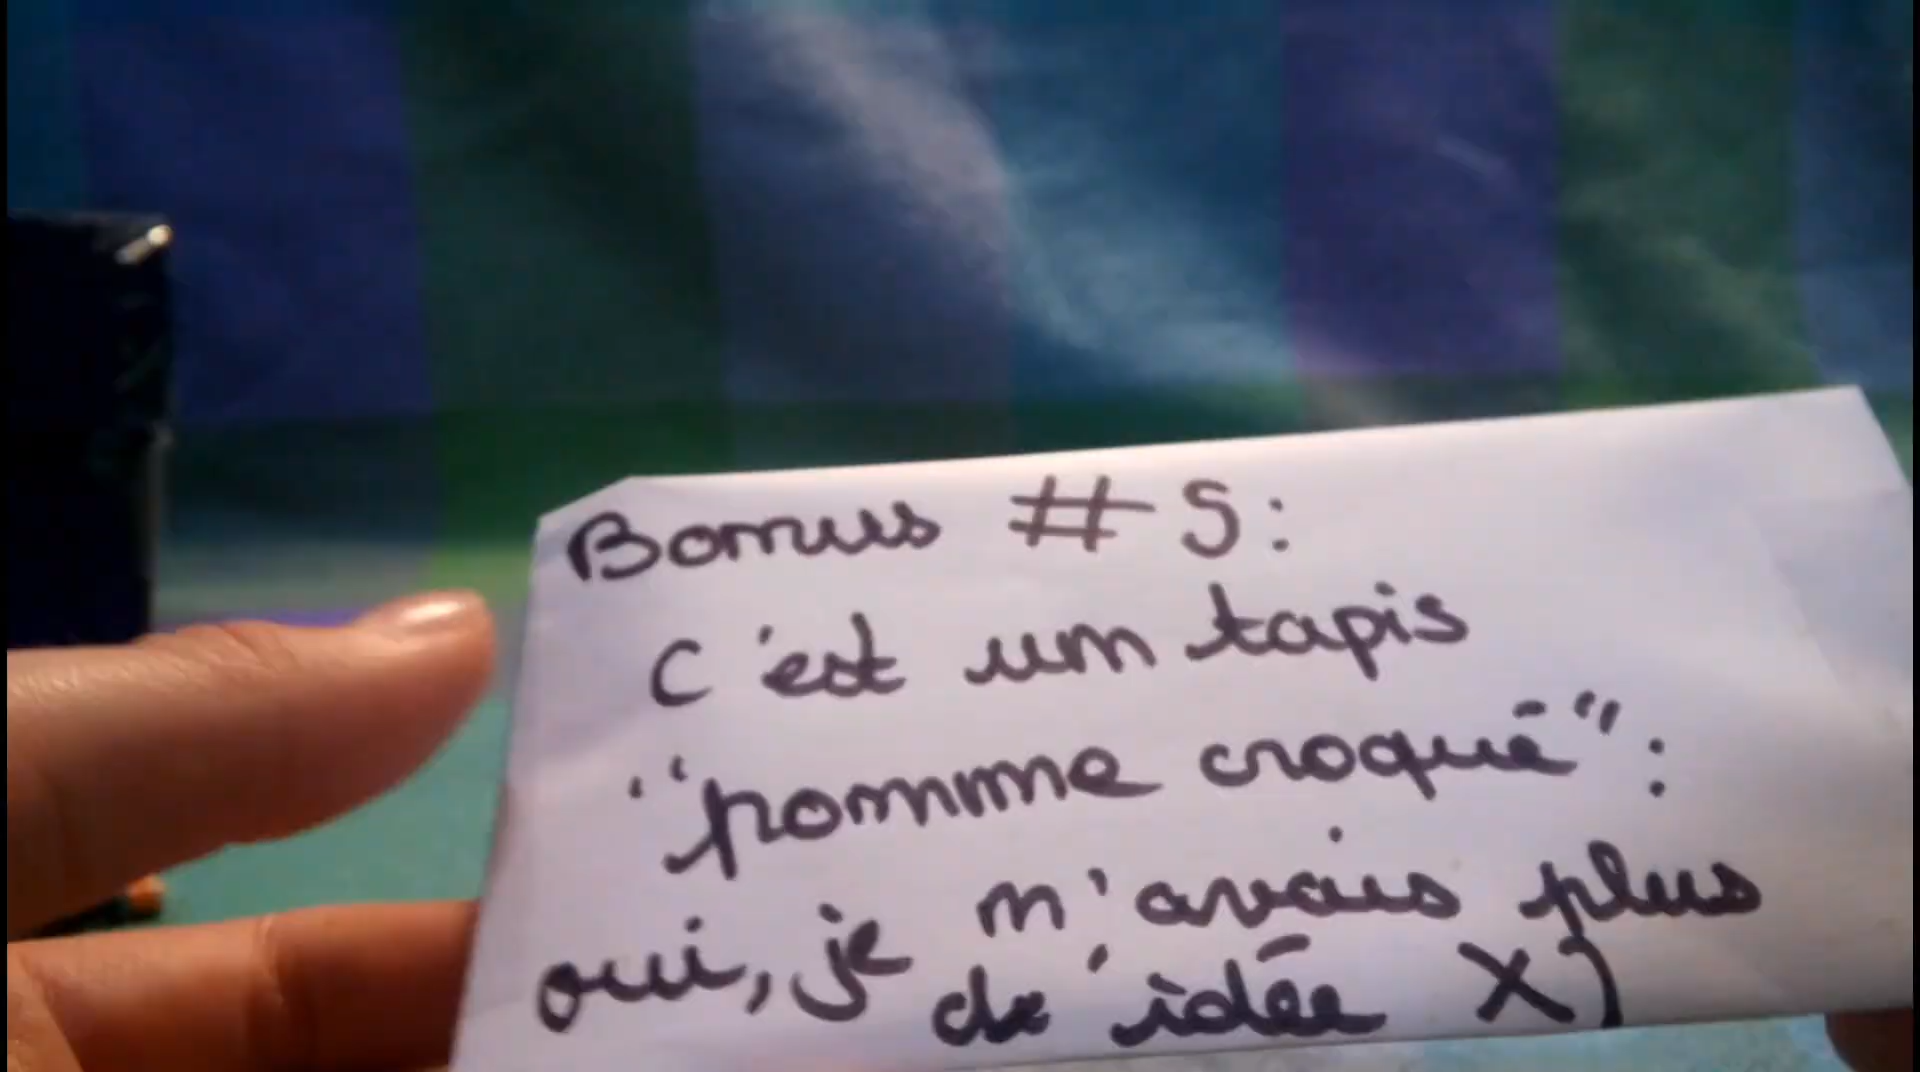 Bonus #5:
C'est un tapis
"pomme croqué":
oui, je n'avais plus
de idée X)